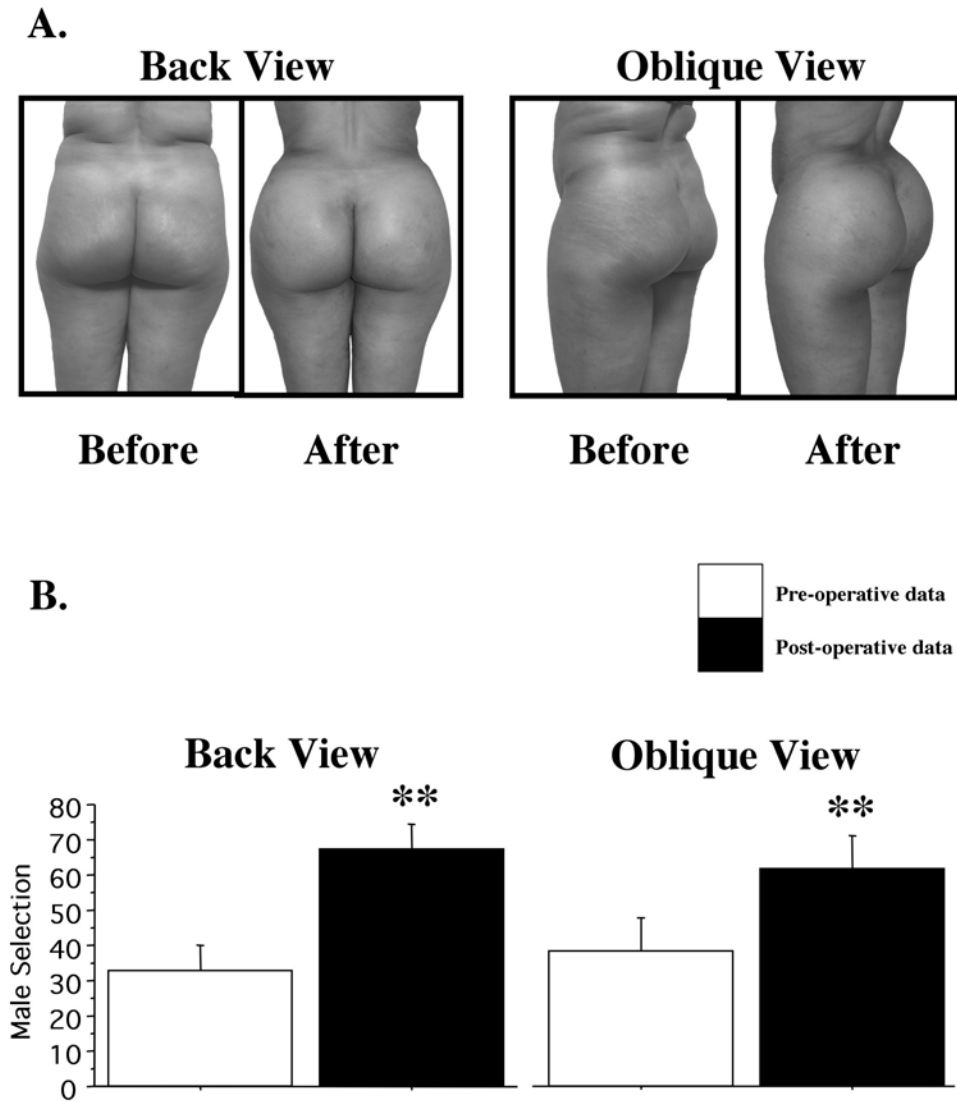 A.
Back View
Oblique View
Before
After
Before
After
B.
Pre-operative data
Post-operative data
Back View
Oblique View
**
**
Male Selection
80
70
60
50
40
30
20
10
0